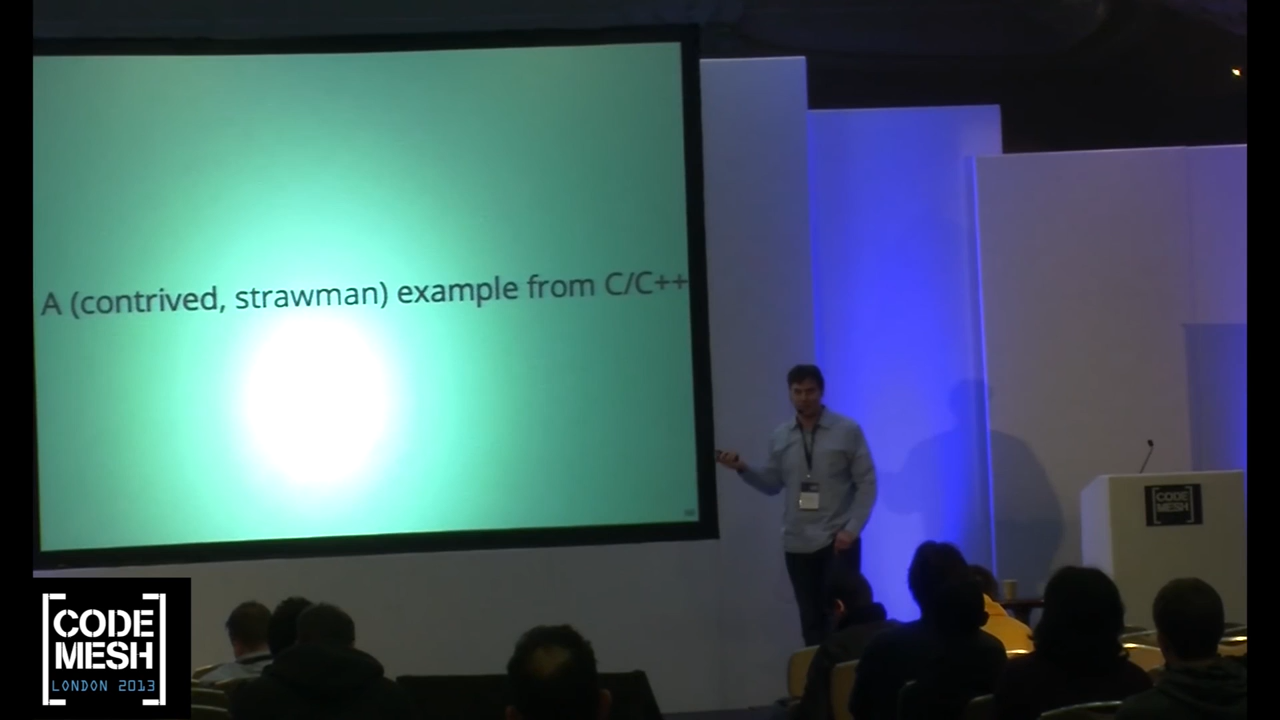 A (contrived, strawman) example from C/C++
CODE
MESH
CODE
MESH
LONDON 2013